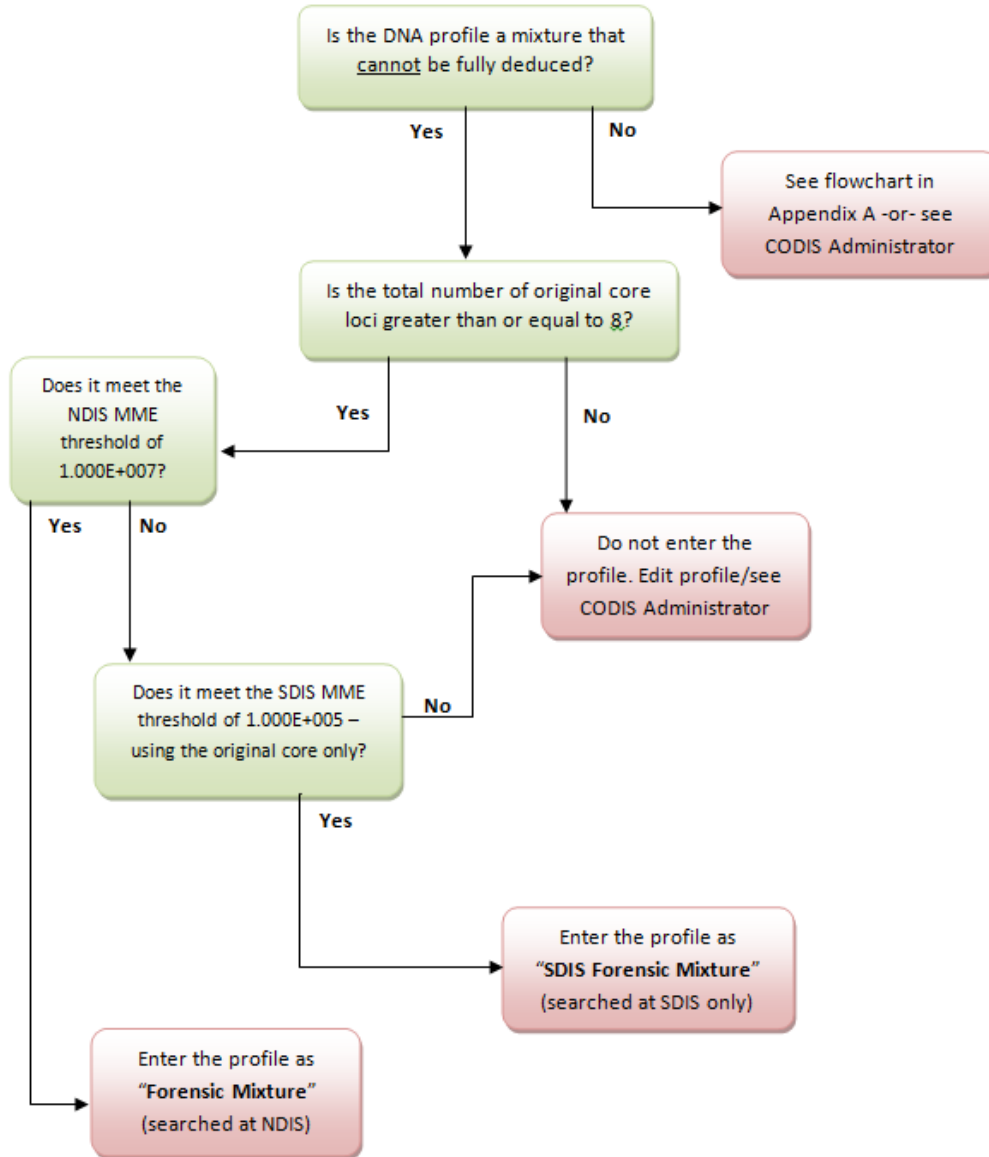 Is the DNA profile a mixture that
cannot be fully deduced?
Yes
No
See flowchart in
Appendix A -or- see
CODIS Administrator
Is the total number of original core
loci greater than or equal to 8?
Yes
No
Does it meet the
NDIS MME
threshold of
1.000E+007?
Yes
No
Do not enter the
profile. Edit profile/see
CODIS Administrator
Does it meet the SDIS MME
threshold of 1.000E+005 –
using the original core only?
No
Yes
Enter the profile as
“SDIS Forensic Mixture”
(searched at SDIS only)
Enter the profile as
“Forensic Mixture”
(searched at NDIS)